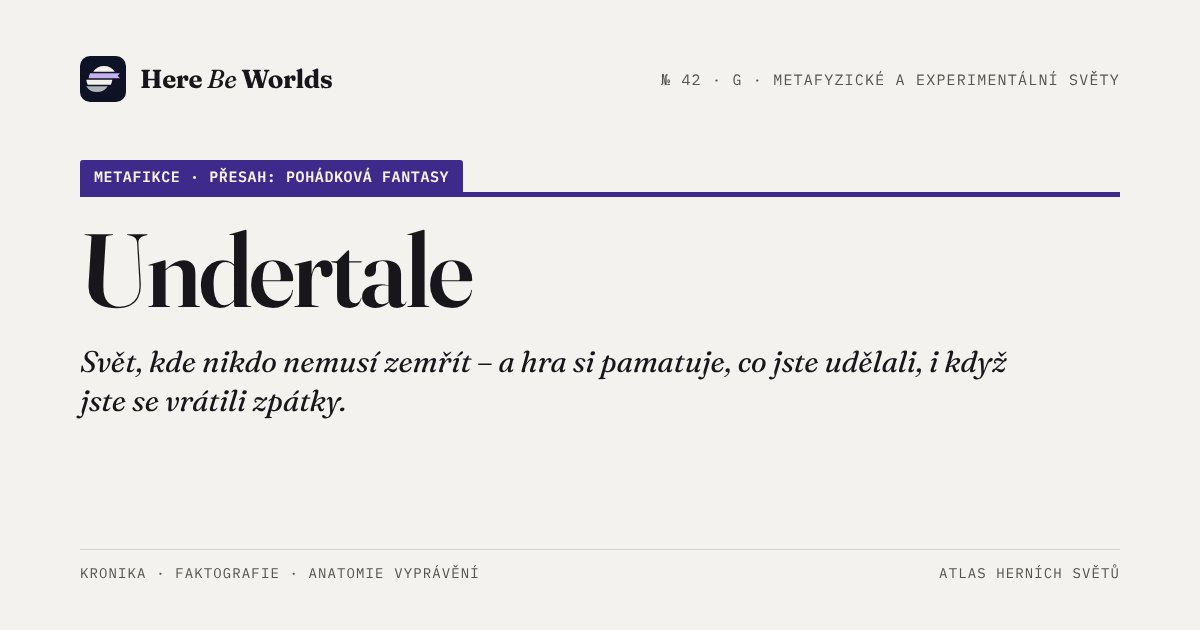 Here Be Worlds
№ 42 · G · METAFYZICKÉ A EXPERIMENTÁLNÍ SVĚTY
METAFIKCE · PŘESAH: POHÁDKOVÁ FANTASY
Undertale
Svět, kde nikdo nemusí zemřít – a hra si pamatuje, co jste udělali, i když
jste se vrátili zpátky.
KRONIKA · FAKTOGRAFIE · ANATOMIE VYPRÁVĚNÍ
ATLAS HERNÍCH SVĚTŮ